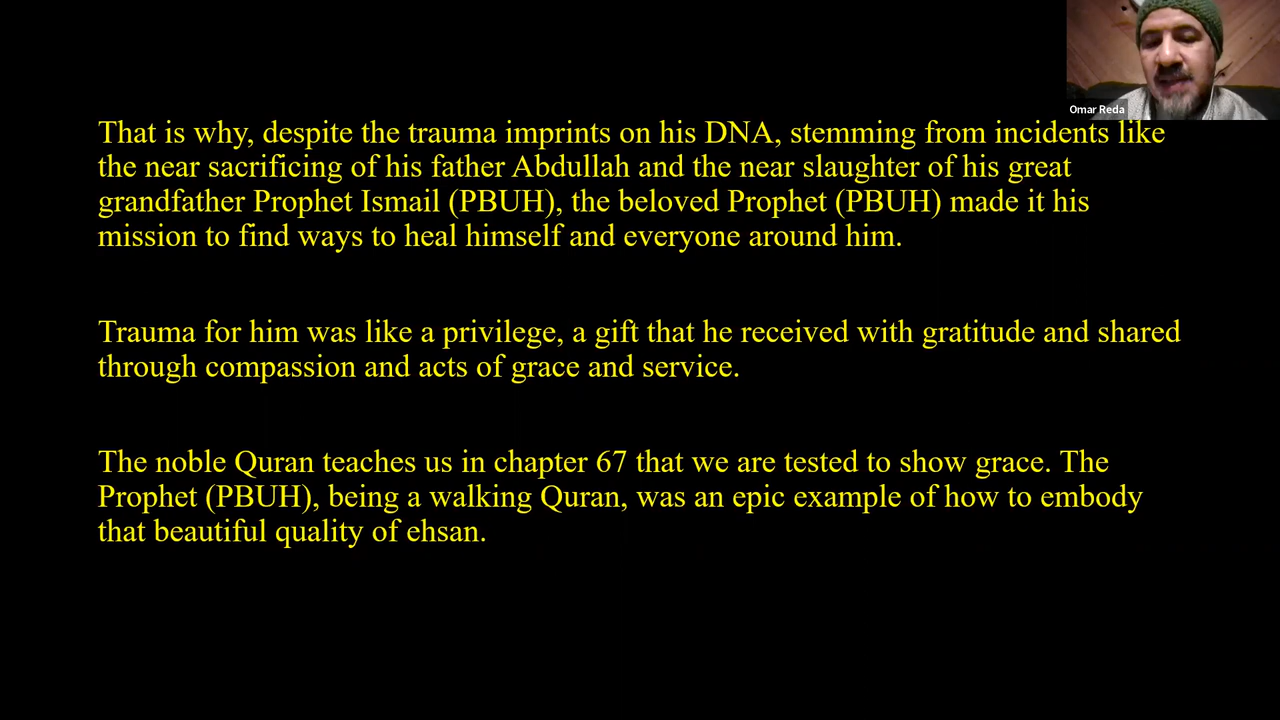 Omar Reda
That is why, despite the trauma imprints on his DNA, stemming from incidents like
the near sacrificing of his father Abdullah and the near slaughter of his great
grandfather Prophet Ismail (PBUH), the beloved Prophet (PBUH) made it his
mission to find ways to heal himself and everyone around him.
Trauma for him was like a privilege, a gift that he received with gratitude and shared
through compassion and acts of grace and service.
The noble Quran teaches us in chapter 67 that we are tested to show grace. The
Prophet (PBUH), being a walking Quran, was an epic example of how to embody
that beautiful quality of ehsan.